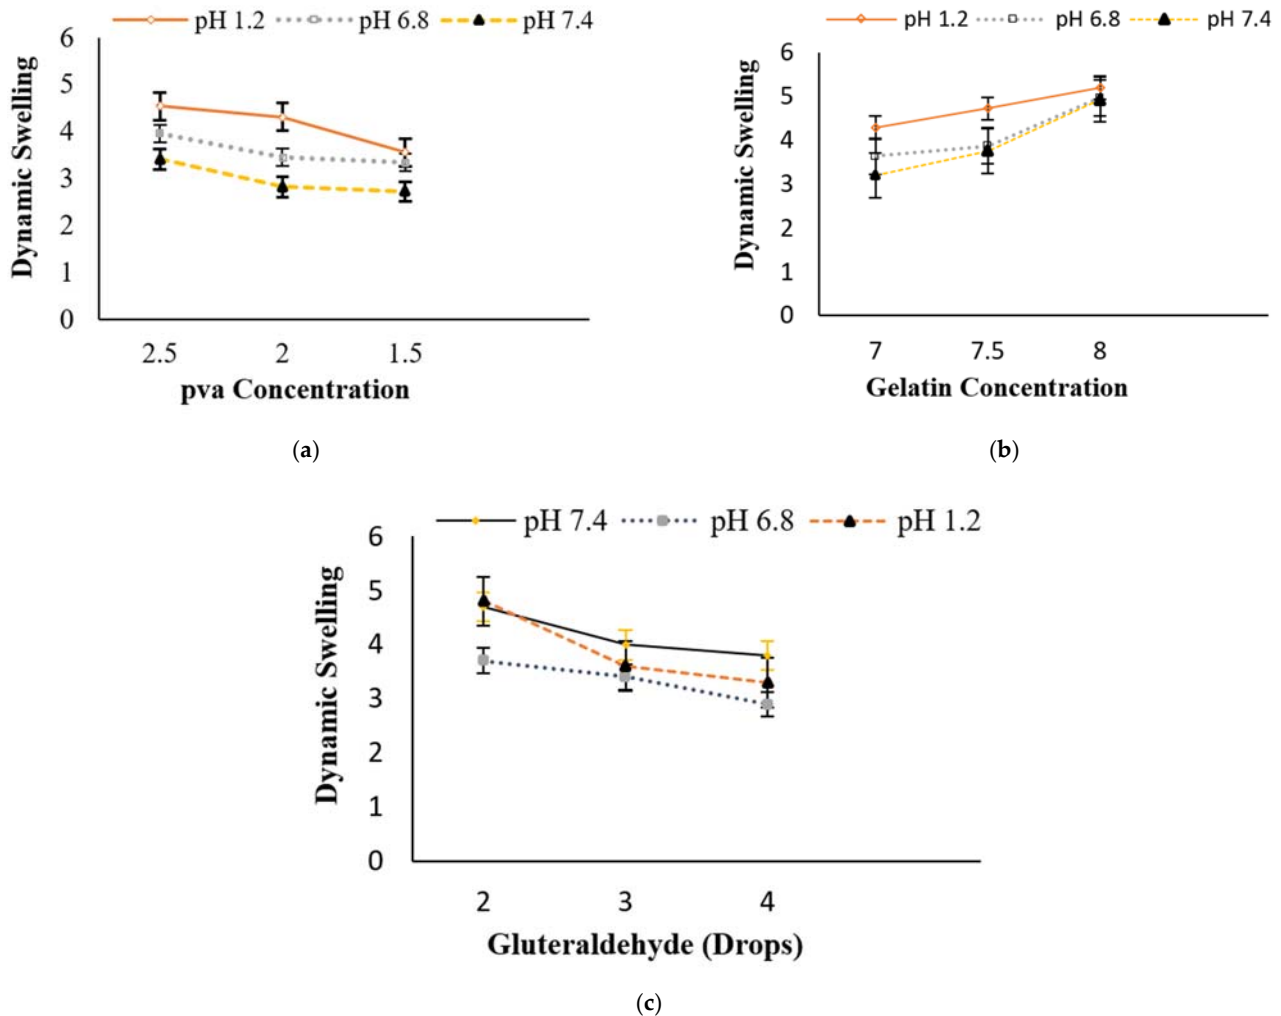 pH 1.2 pH 6.8 pH 7.4
6
5
4
3
2
1
0
Dynamic Swelling
2.5 2 1.5
pva Concentration
(a)
pH 1.2 pH 6.8 pH 7.4
6
5
4
3
2
1
0
Dynamic Swelling
7 7.5 8
Gelatin Concentration
(b)
pH 7.4 pH 6.8 pH 1.2
6
5
4
3
2
1
0
Dynamic Swelling
2 3 4
Gluteraldehyde (Drops)
(c)